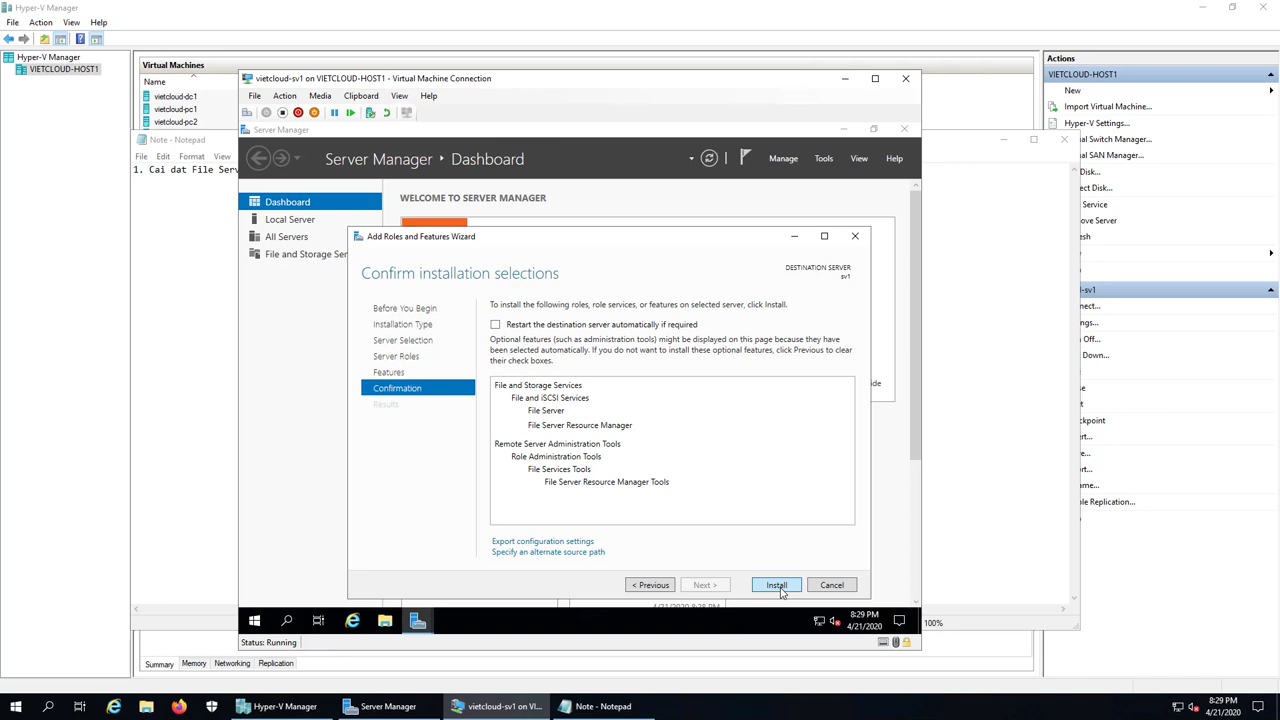 Hyper-V Manager
File Action View Help
Hyper-V Manager
VIETCLOUD-HOST1
Virtual Machines
Name
vietcloud-dc1
vietcloud-pc1
vietcloud-pc2
Actions
VIETCLOUD-HOST1
New
Import Virtual Machine...
Hyper-V Settings...
Virtual Switch Manager...
Virtual SAN Manager...
Disk...
ect Disk...
Service
ove Server
esh
-sv1
nect...
ngs...
Off...
Down...
se
t
eckpoint
ert...
e...
rt...
me...
ble Replication...
Note - Notepad
File Edit Format View
1. Cai dat File Serv
100%
vietcloud-sv1 on VIETCLOUD-HOST1 - Virtual Machine Connection
File Action Media Clipboard View Help
Server Manager
Server Manager • Dashboard
Manage Tools View Help
Dashboard
Local Server
All Servers
File and Storage Ser
WELCOME TO SERVER MANAGER
ide
Add Roles and Features Wizard
Confirm installation selections
DESTINATION SERVER
sv1
Before You Begin
Installation Type
Server Selection
Server Roles
Features
Confirmation
Results
To install the following roles, role services, or features on selected server, click Install.
Restart the destination server automatically if required
Optional features (such as administration tools) might be displayed on this page because they have
been selected automatically. If you do not want to install these optional features, click Previous to clear
their check boxes.
File and Storage Services
File and iSCSI Services
File Server
File Server Resource Manager
Remote Server Administration Tools
Role Administration Tools
File Services Tools
File Server Resource Manager Tools
Export configuration settings
Specify an alternate source path
< Previous Next > Install Cancel
8:29 PM
4/21/2020
Status: Running
Summary Memory Networking Replication
Hyper-V Manager Server Manager vietcloud-sv1 on VI... Note - Notepad
8:29 PM
4/21/2020